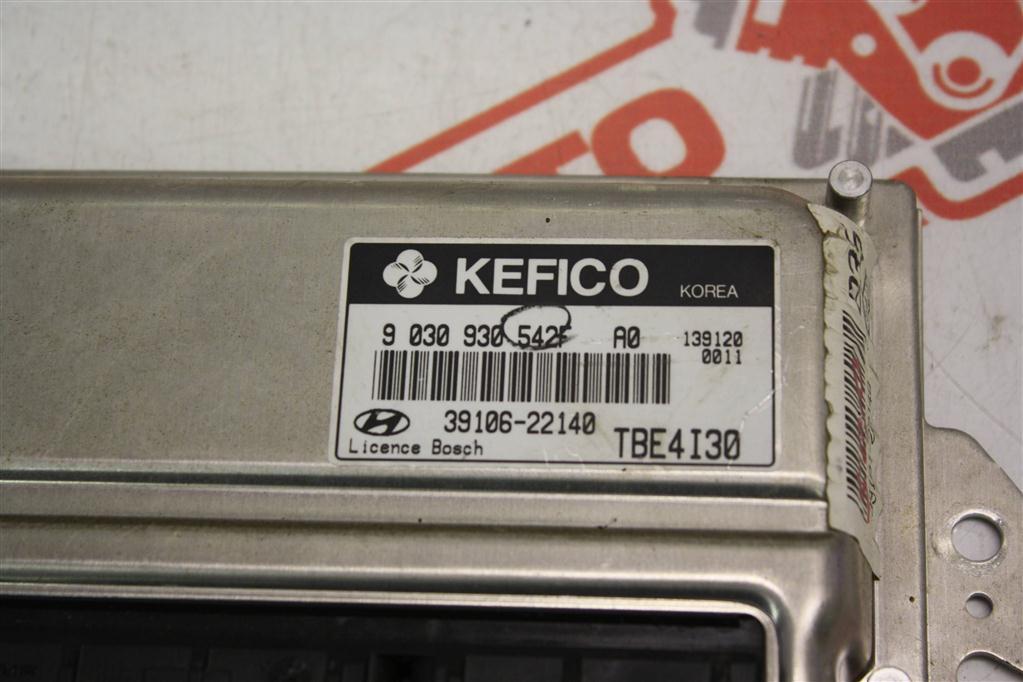 KEFICO KOREA
9 030 930 542F A0 139120
0011
39106-22140
Licence Bosch TBE4I30